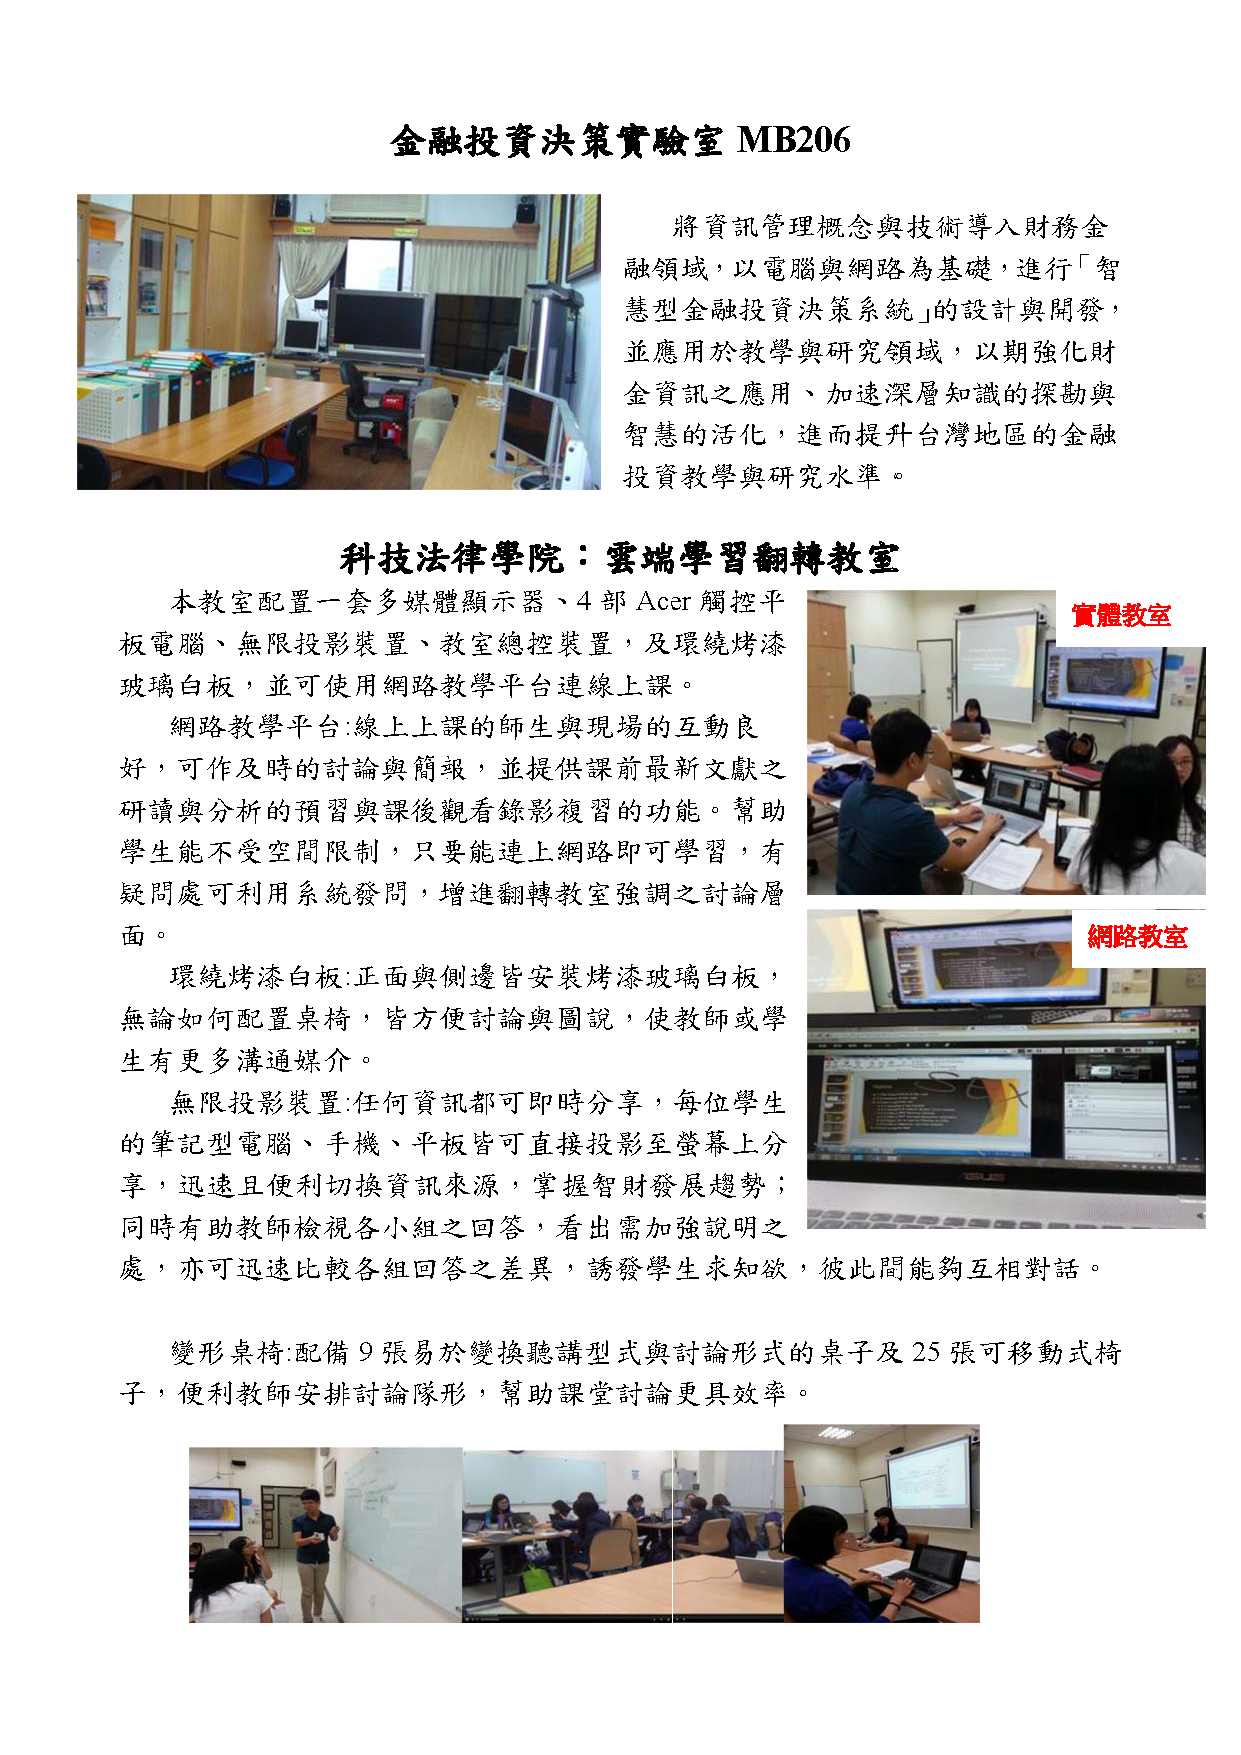 金融投資決策實驗室 MB206
將資訊管理概念與技術導入財務金
融領域，以電腦與網路為基礎，進行「智
慧型金融投資決策系統」的設計與開發，
並應用於教學與研究領域，以期強化財
金資訊之應用、加速深層知識的探勘與
智慧的活化，進而提升台灣地區的金融
投資教學與研究水準。
科技法律學院：雲端學習翻轉教室
本教室配置一套多媒體顯示器、4 部 Acer 觸控平
板電腦、無限投影裝置、教室總控裝置，及環繞烤漆
玻璃白板，並可使用網路教學平台連線上課。
網路教學平台:線上上課的師生與現場的互動良
好，可作及時的討論與簡報，並提供課前最新文獻之
研讀與分析的預習與課後觀看錄影複習的功能。幫助
學生能不受空間限制，只要能連上網路即可學習，有
疑問處可利用系統發問，增進翻轉教室強調之討論層
面。
環繞烤漆白板:正面與側邊皆安裝烤漆玻璃白板，
無論如何配置桌椅，皆方便討論與圖說，使教師或學
生有更多溝通媒介。
無限投影裝置:任何資訊都可即時分享，每位學生
的筆記型電腦、手機、平板皆可直接投影至螢幕上分
享，迅速且便利切換資訊來源，掌握智財發展趨勢；
同時有助教師檢視各小組之回答，看出需加強說明之
處，亦可迅速比較各組回答之差異，誘發學生求知欲，彼此間能夠互相對話。
變形桌椅:配備 9 張易於變換聽講型式與討論形式的桌子及 25 張可移動式椅
子，便利教師安排討論隊形，幫助課堂討論更具效率。
實體教室
網路教室
ASUS